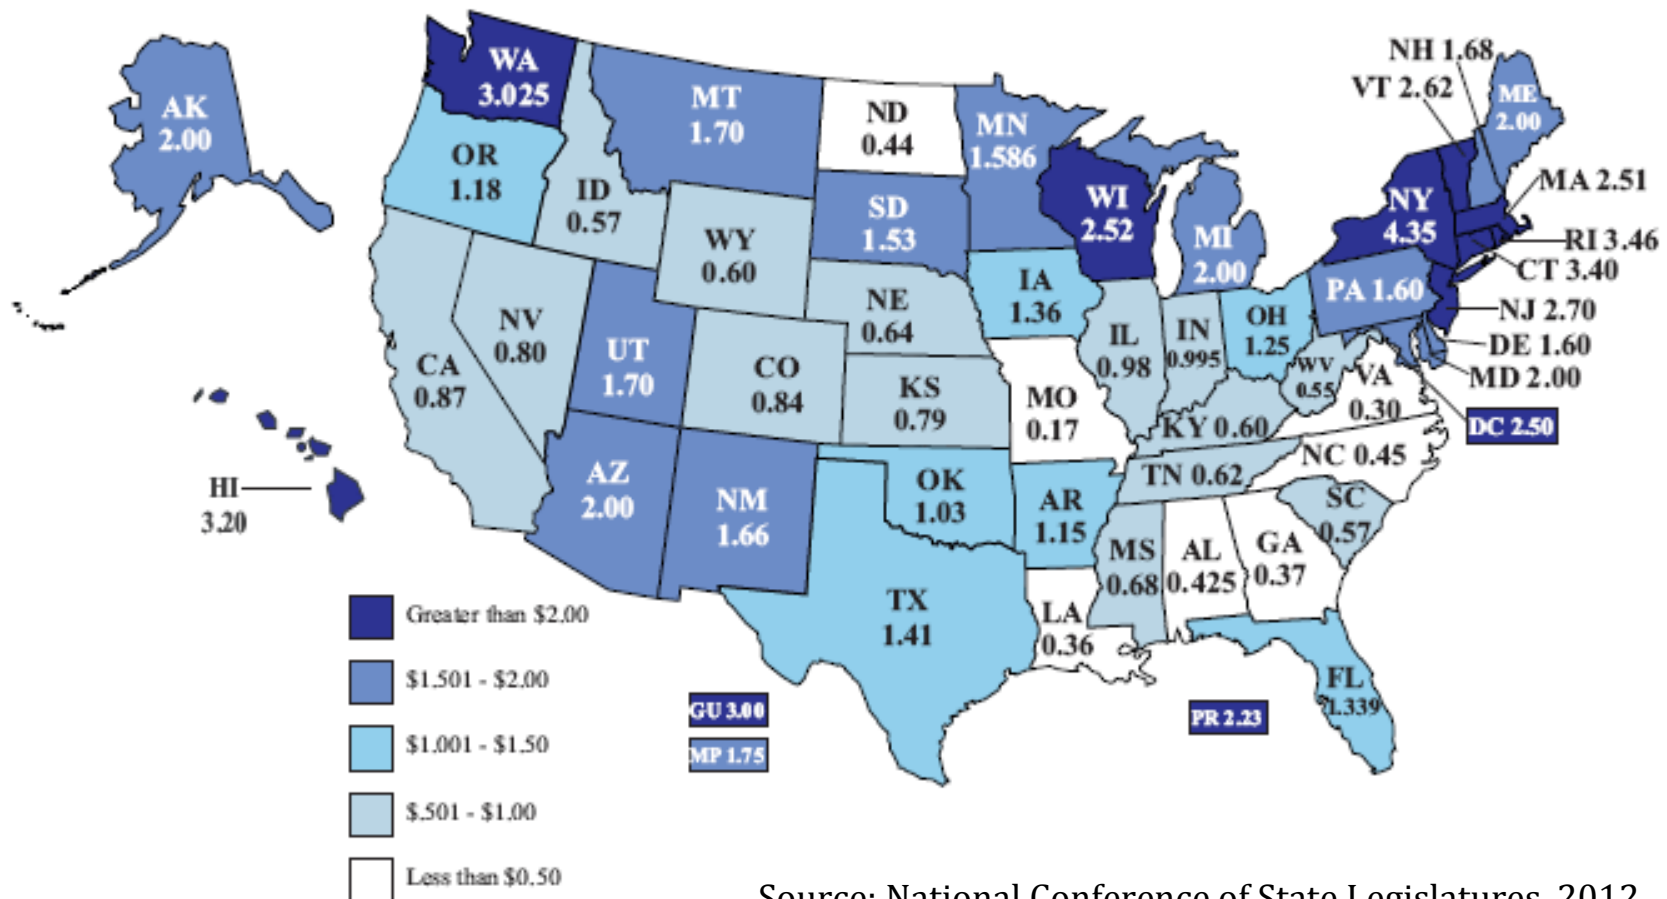 WA
3.025
AK
2.00
MT
1.70
ND
0.44
MN
1.586
NH 1.68
VT 2.62
ME
2.00
OR
1.18
ID
0.57
WY
0.60
SD
1.53
WI
2.52
MI
2.00
NY
4.35
MA 2.51
RI 3.46
CT 3.40
NJ 2.70
DE 1.60
MD 2.00
DC 2.50
PA 1.60
CA
0.87
NV
0.80
UT
1.70
CO
0.84
NE
0.64
KS
0.79
IA
1.36
MO
0.17
IL
0.98
IN
0.995
OH
1.25
WV
0.55
VA
0.30
KY 0.60
NC 0.45
TN 0.62
SC
0.57
HI
3.20
AZ
2.00
NM
1.66
OK
1.03
AR
1.15
TX
1.41
LA
0.36
MS
0.68
AL
0.425
GA
0.37
FL
1.339
GU 3.00
MP 1.75
PR 2.23
Greater than $2.00
$1.501 - $2.00
$1.001 - $1.50
$.501 - $1.00
Less than $0.50
Source: National Conference of State Legislatures, 2012